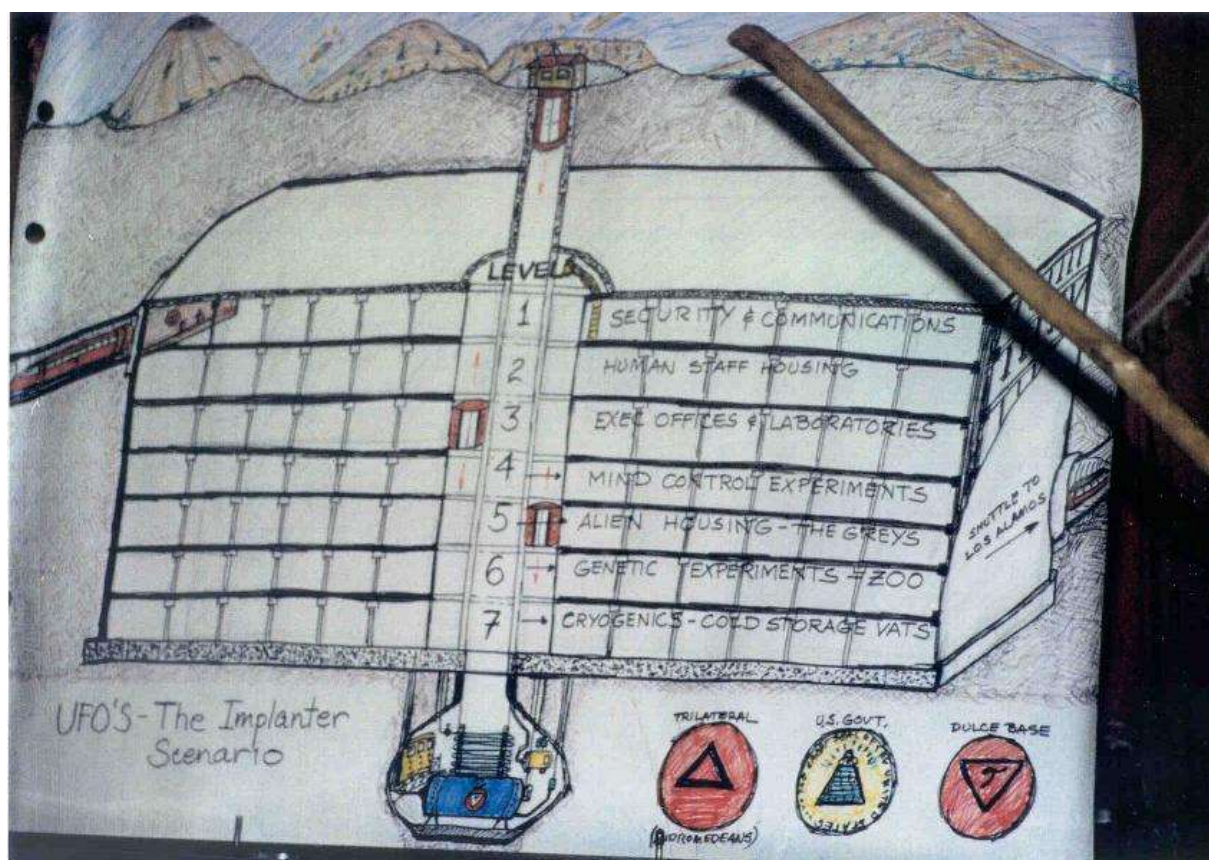 LEVEL
1 SECURITY & COMMUNICATIONS
2 HUMAN STAFF HOUSING
3 EXEC OFFICES & LABORATORIES
4 MIND CONTROL EXPERIMENTS
5 ALIEN HOUSING - THE GREYS
6 GENETIC EXPERIMENTS - ZOO
7 CRYOGENICS - COLD STORAGE VATS
SHUTTLE TO
LOS ALAMOS
UFO'S - The Implanter
Scenario
TRILATERAL
(ANDROMEDEANS)
U.S. GOVT.
DULCE BASE